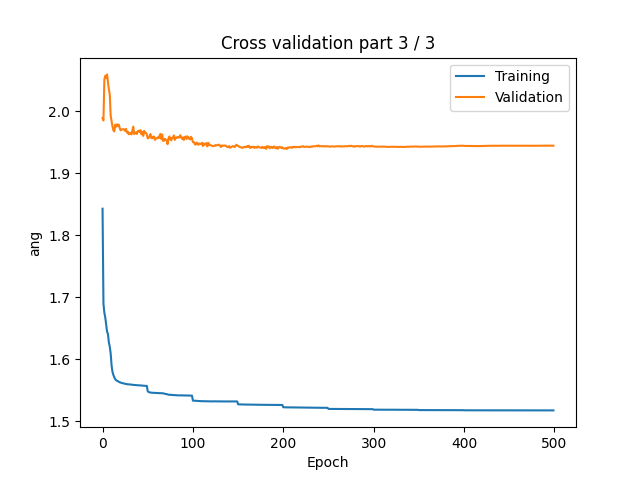 Cross validation part 3 / 3
Training
Validation
ang
2.0
1.9
1.8
1.7
1.6
1.5
0
100
200
300
400
500
Epoch